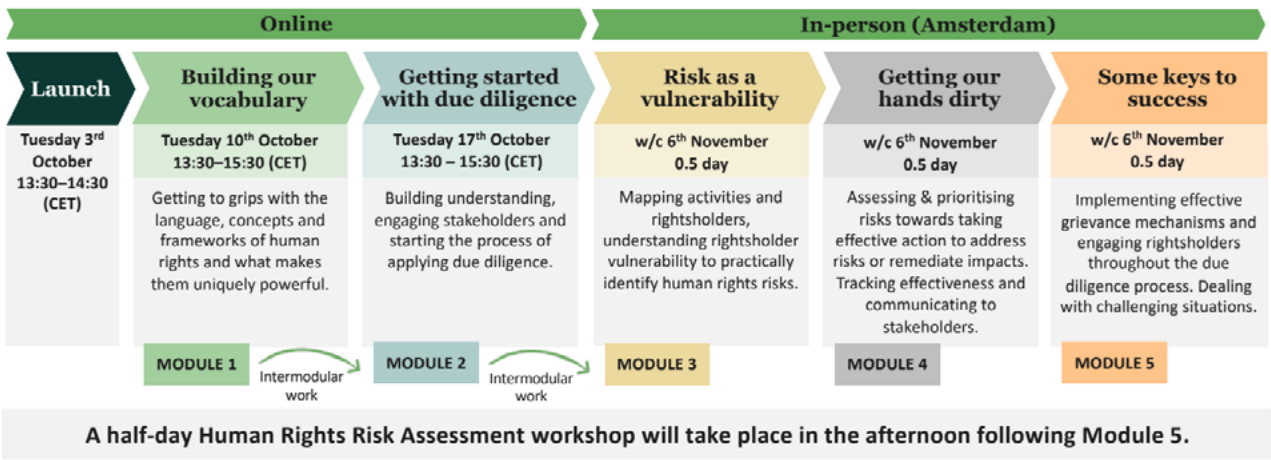 Online
In-person (Amsterdam)
Launch
Tuesday 3rd
October
13:30–14:30
(CET)
Building our
vocabulary
Tuesday 10th October
13:30–15:30 (CET)
Getting to grips with the
language, concepts and
frameworks of human
rights and what makes
them uniquely powerful.
MODULE 1
Intermodular
work
Getting started
with due diligence
Tuesday 17th October
13:30 – 15:30 (CET)
Building understanding,
engaging stakeholders and
starting the process of
applying due diligence.
MODULE 2
Intermodular
work
Risk as a
vulnerability
w/c 6th November
0.5 day
Mapping activities and
rightsholders,
understanding rightsholder
vulnerability to practically
identify human rights risks.
MODULE 3
Getting our
hands dirty
w/c 6th November
0.5 day
Assessing & prioritising
risks towards taking
effective action to address
risks or remediate impacts.
Tracking effectiveness and
communicating to
stakeholders.
MODULE 4
Some keys to
success
w/c 6th November
0.5 day
Implementing effective
grievance mechanisms and
engaging rightsholders
throughout the due
diligence process. Dealing
with challenging situations.
MODULE 5
A half-day Human Rights Risk Assessment workshop will take place in the afternoon following Module 5.